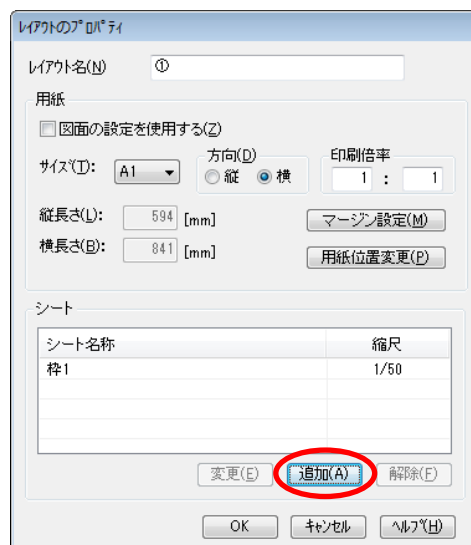 ﾚｲｱｳﾄのﾌﾟﾛﾊﾟﾃｨ
ﾚｲｱｳﾄ名(N) ①
用紙
図面の設定を使用する(Z)
ｻｲｽﾞ(T): A1 方向(D) 縦 横 印刷倍率 1 : 1
縦長さ(L): 594 [mm] マージン設定(M)
横長さ(B): 841 [mm] 用紙位置変更(P)
シート
シート名称 縮尺
枠1 1/50
変更(E) 追加(A) 解除(F)
OK ｷｬﾝｾﾙ ﾍﾙﾌﾟ(H)